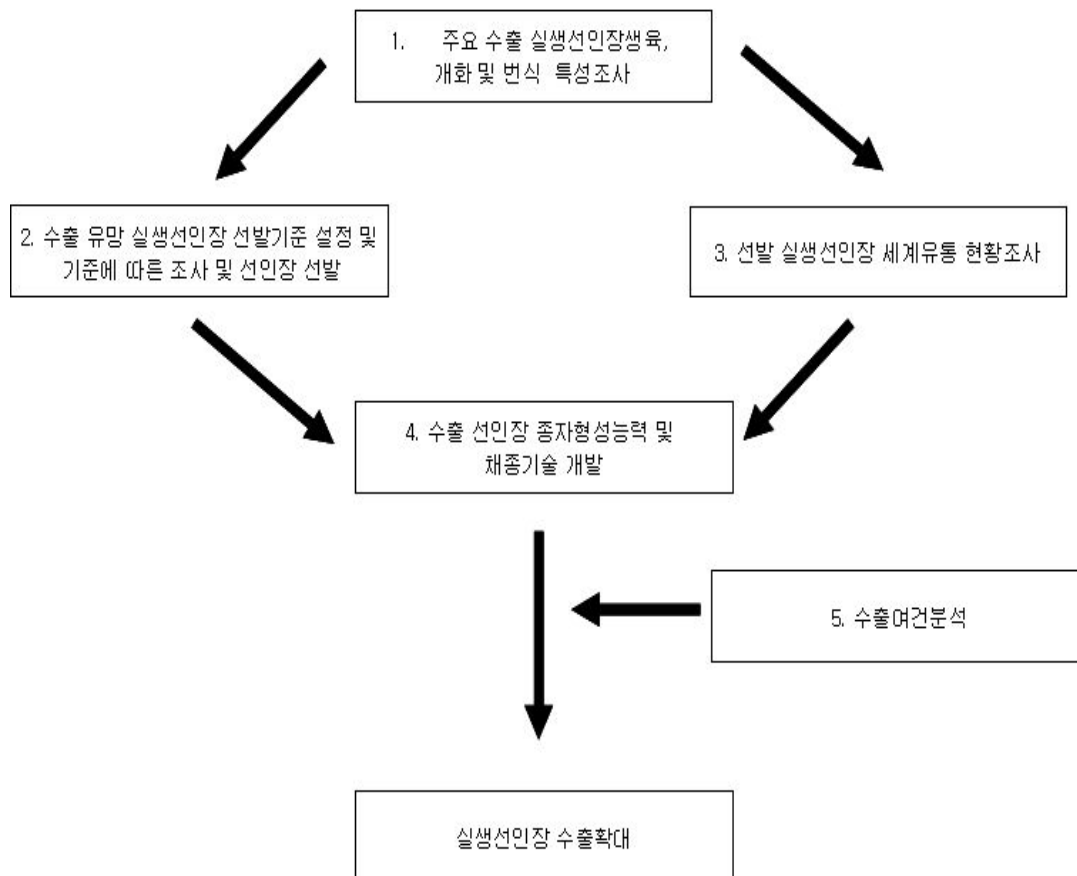 1. 주요 수출 실생선인장생육,
개화 및 번식 특성조사
2. 수출 유망 실생선인장 선발기준 설정 및
기준에 따른 조사 및 선인장 선발
3. 선발 실생선인장 세계유통 현황조사
4. 수출 선인장 종자형성능력 및
채종기술 개발
5. 수출여건분석
실생선인장 수출확대